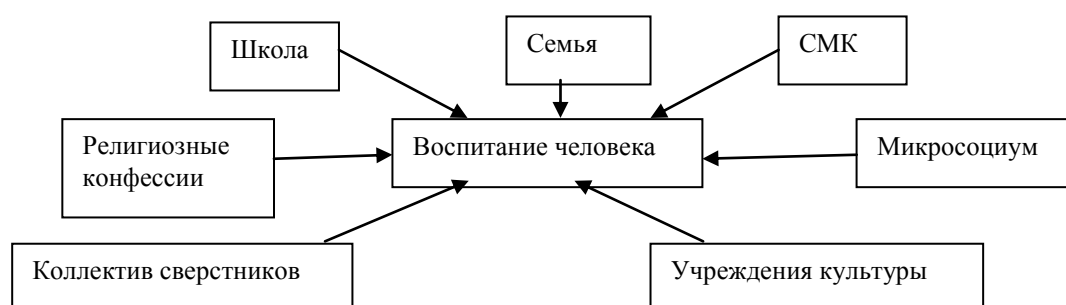 Школа
Семья
СМК
Религиозные
конфессии
Воспитание человека
Микросоциум
Коллектив сверстников
Учреждения культуры